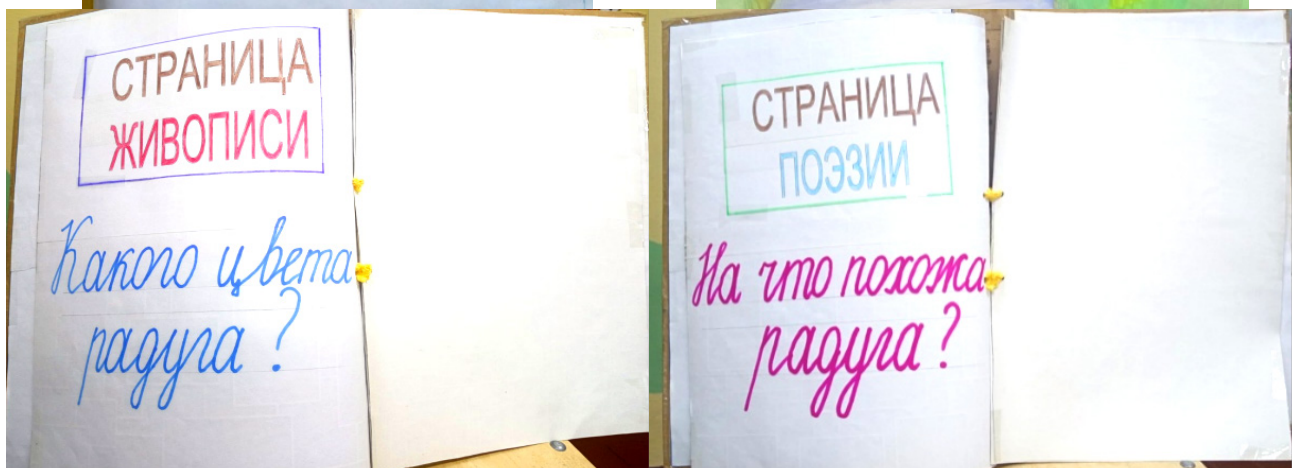 СТРАНИЦА
ЖИВОПИСИ
Какого цвета
радуга?
СТРАНИЦА
ПОЭЗИИ
На что похожа
радуга?